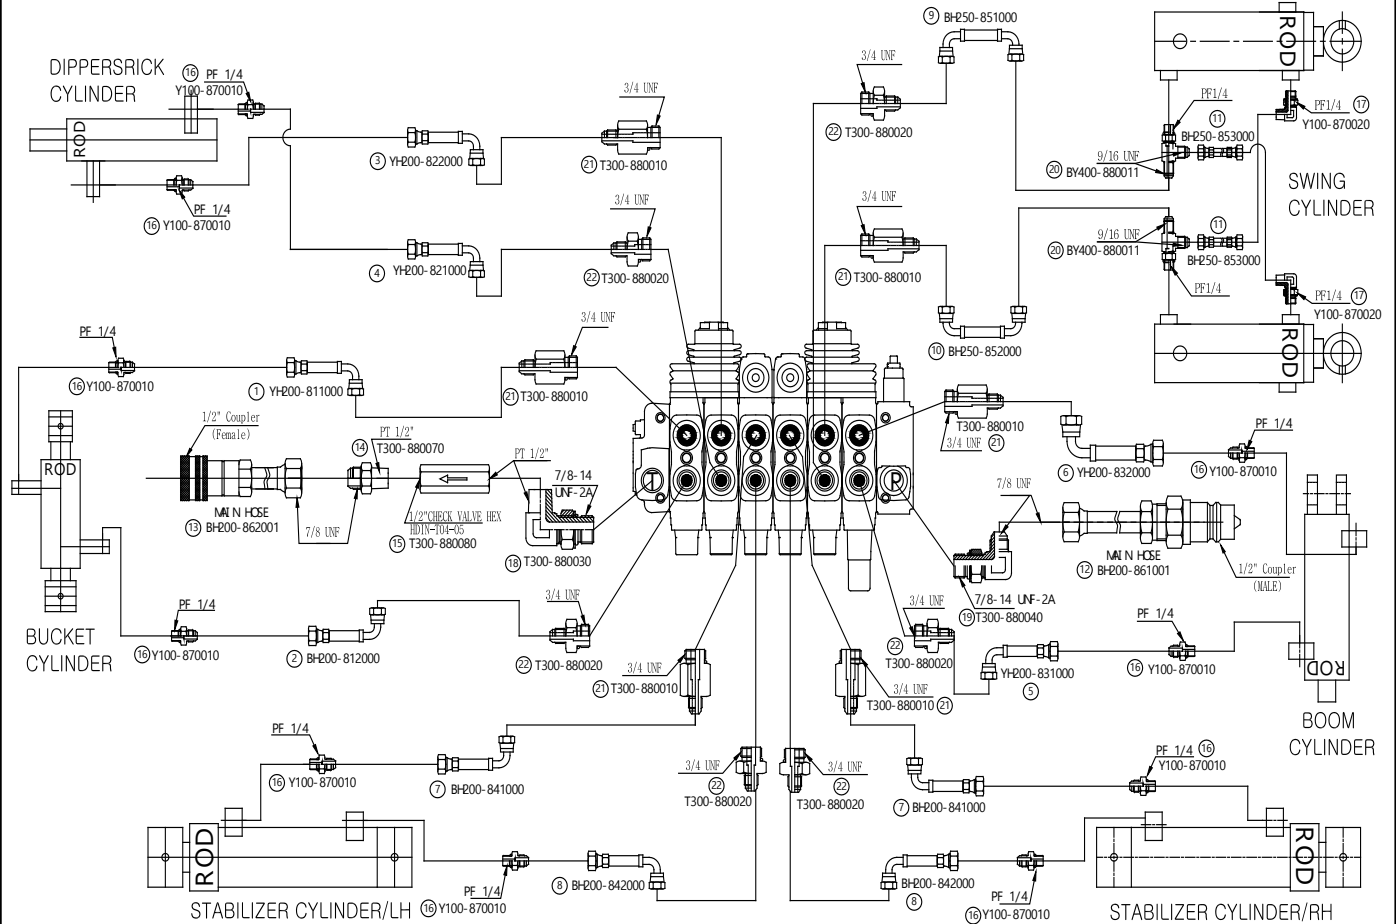 DIPPERSRICK
CYLINDER
16 PF 1/4
Y100-870010
ROD
3 YH200-822000
3/4 UNF
21 T300-880010
PF 1/4
16 Y100-870010
4 YH200-821000
3/4 UNF
22 T300-880020
9 BH250-851000
3/4 UNF
22 T300-880020
ROD
PF1/4
11
BH250-853000
PF1/4 17
Y100-870020
9/16 UNF
20 BY400-880011
SWING
CYLINDER
3/4 UNF
21 T300-880010
9/16 UNF
20 BY400-880011
11
BH250-853000
PF1/4
PF1/4 17
Y100-870020
10 BH250-852000
ROD
PF 1/4
16 Y100-870010
1 YH200-811000
3/4 UNF
21 T300-880010
1/2" Coupler
(Female)
14
PT 1/2"
T300-880070
PT 1/2"
7/8-14
UNF-2A
ROD
MAIN HOSE
13 BH200-862001
7/8 UNF
1/2"CHECK VALVE HEX
HDIN-T04-05
15 T300-880080
18 T300-880030
P
T300-880010
3/4 UNF 21
6 YH200-832000
PF 1/4
16 Y100-870010
7/8 UNF
MAIN HOSE
12 BH200-861001
1/2" Coupler
(MALE)
7/8-14 UNF-2A
19 T300-880040
BUCKET
CYLINDER
PF 1/4
16 Y100-870010
2 BH200-812000
3/4 UNF
22 T300-880020
3/4 UNF
22
T300-880020
YH200-831000
5
PF 1/4
16 Y100-870010
ROD
BOOM
CYLINDER
3/4 UNF
21 T300-880010
3/4 UNF
T300-880010 21
PF 1/4
16 Y100-870010
7 BH200-841000
3/4 UNF
22
T300-880020
3/4 UNF
22
T300-880020
7 BH200-841000
PF 1/4 16
Y100-870010
ROD
PF 1/4
16 Y100-870010
8 BH200-842000
BH200-842000
8
PF 1/4
16 Y100-870010
ROD
STABILIZER CYLINDER/LH
STABILIZER CYLINDER/RH